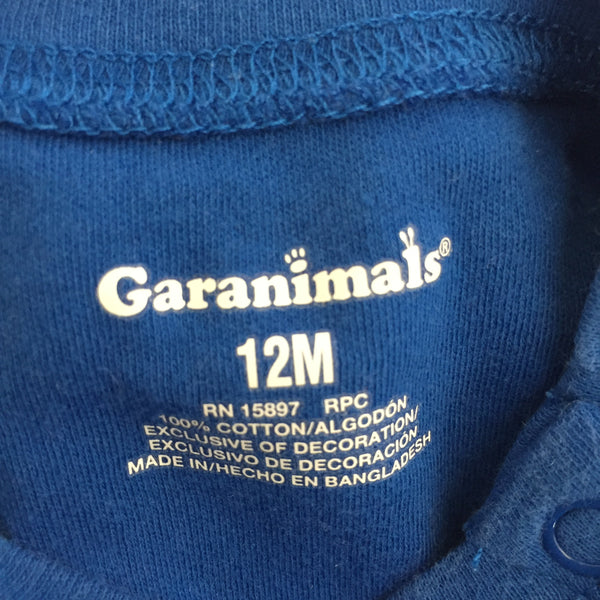 Garanimals®
12M
RN 15897 RPC
100% COTTON/ALGODÓN
EXCLUSIVE OF DECORATION/
EXCLUSIVO DE DECORACIÓN
MADE IN/HECHO EN BANGLADESH